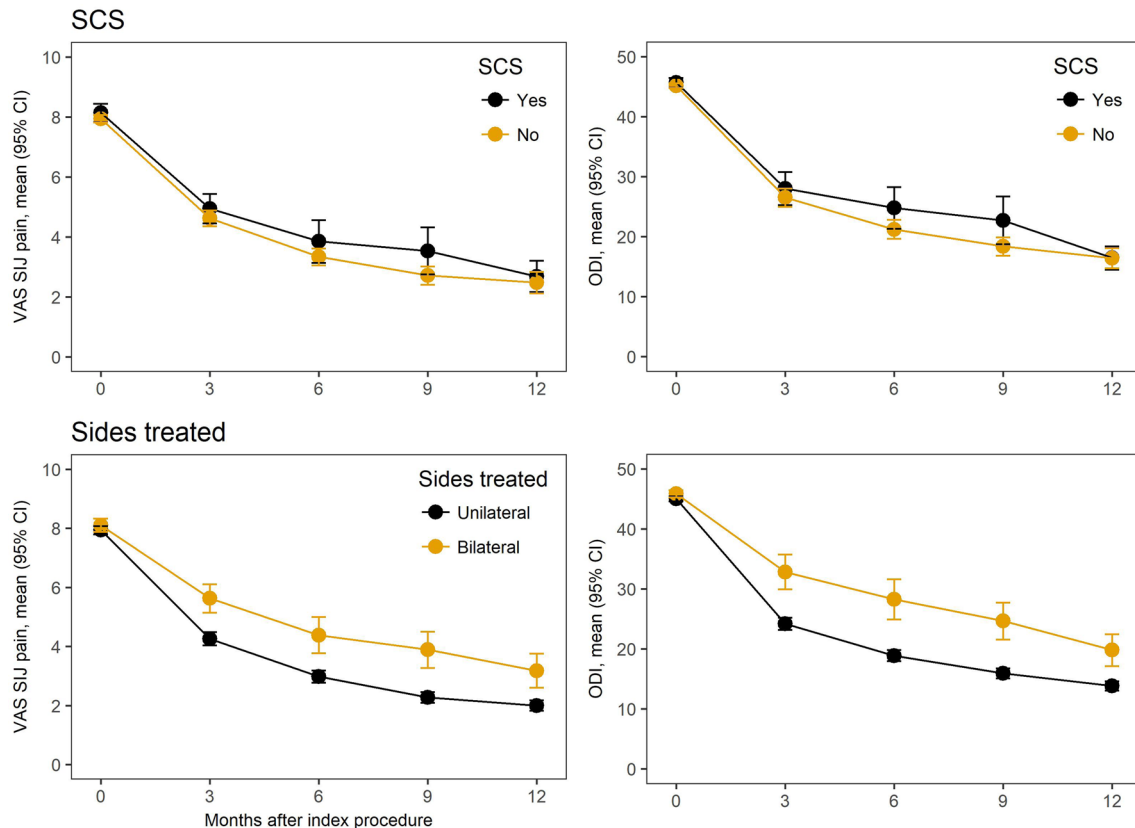 SCS
VAS SIJ pain, mean (95% CI)
10
8
6
4
2
0
0 3 6 9 12
SCS
Yes
No
ODI, mean (95% CI)
50
40
30
20
10
0
0 3 6 9 12
SCS
Yes
No
Sides treated
VAS SIJ pain, mean (95% CI)
10
8
6
4
2
0
0 3 6 9 12
Months after index procedure
Sides treated
Unilateral
Bilateral
ODI, mean (95% CI)
50
40
30
20
10
0
0 3 6 9 12